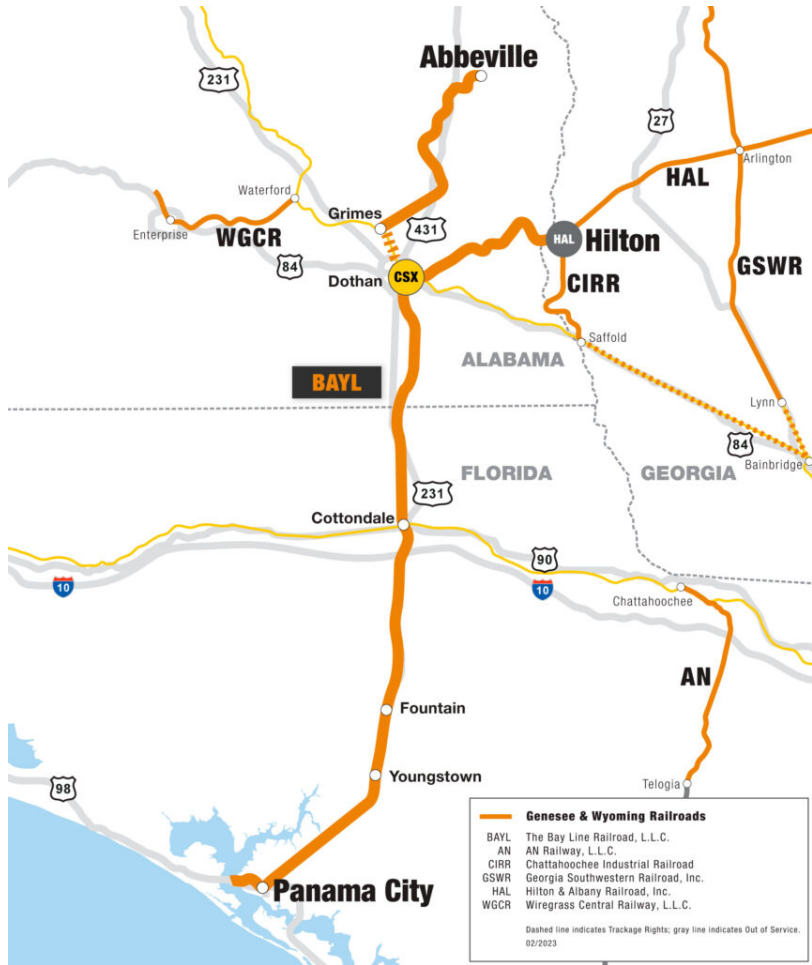 Abbeville
231
27
Arlington
HAL
Waterford
Grimes
431
Enterprise
WGCR
HAL
Hilton
84
GSWR
Dothan
CSX
CIRR
Saffold
ALABAMA
BAYL
Lynn
84
Bainbridge
FLORIDA
GEORGIA
231
Cottondale
90
10
10
Chattahoochee
AN
Fountain
Youngstown
Telogia
98
Panama City
Genesee & Wyoming Railroads
BAYL The Bay Line Railroad, L.L.C.
AN AN Railway, L.L.C.
CIRR Chattahoochee Industrial Railroad
GSWR Georgia Southwestern Railroad, Inc.
HAL Hilton & Albany Railroad, Inc.
WGCR Wiregrass Central Railway, L.L.C.
Dashed line indicates Trackage Rights; gray line indicates Out of Service.
02/2023